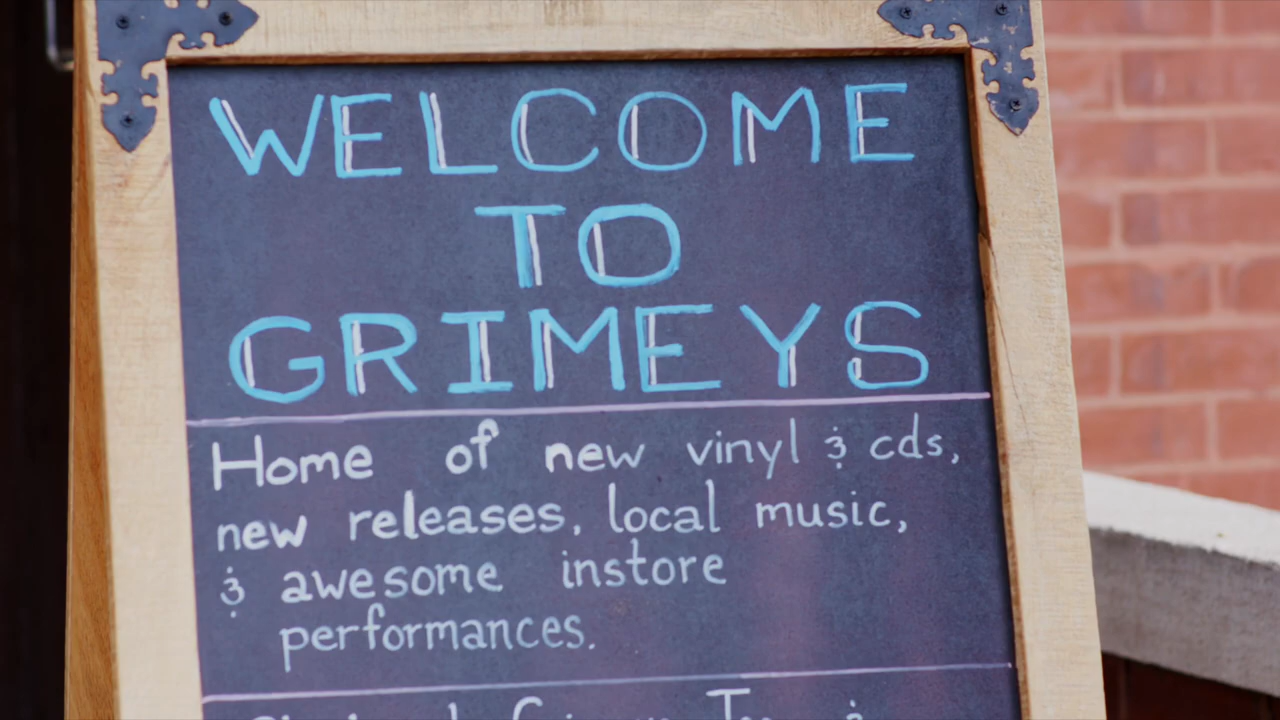 WELCOME
TO
GRIMEYS
Home of new vinyl & cds,
new releases, local music,
& awesome instore
performances.